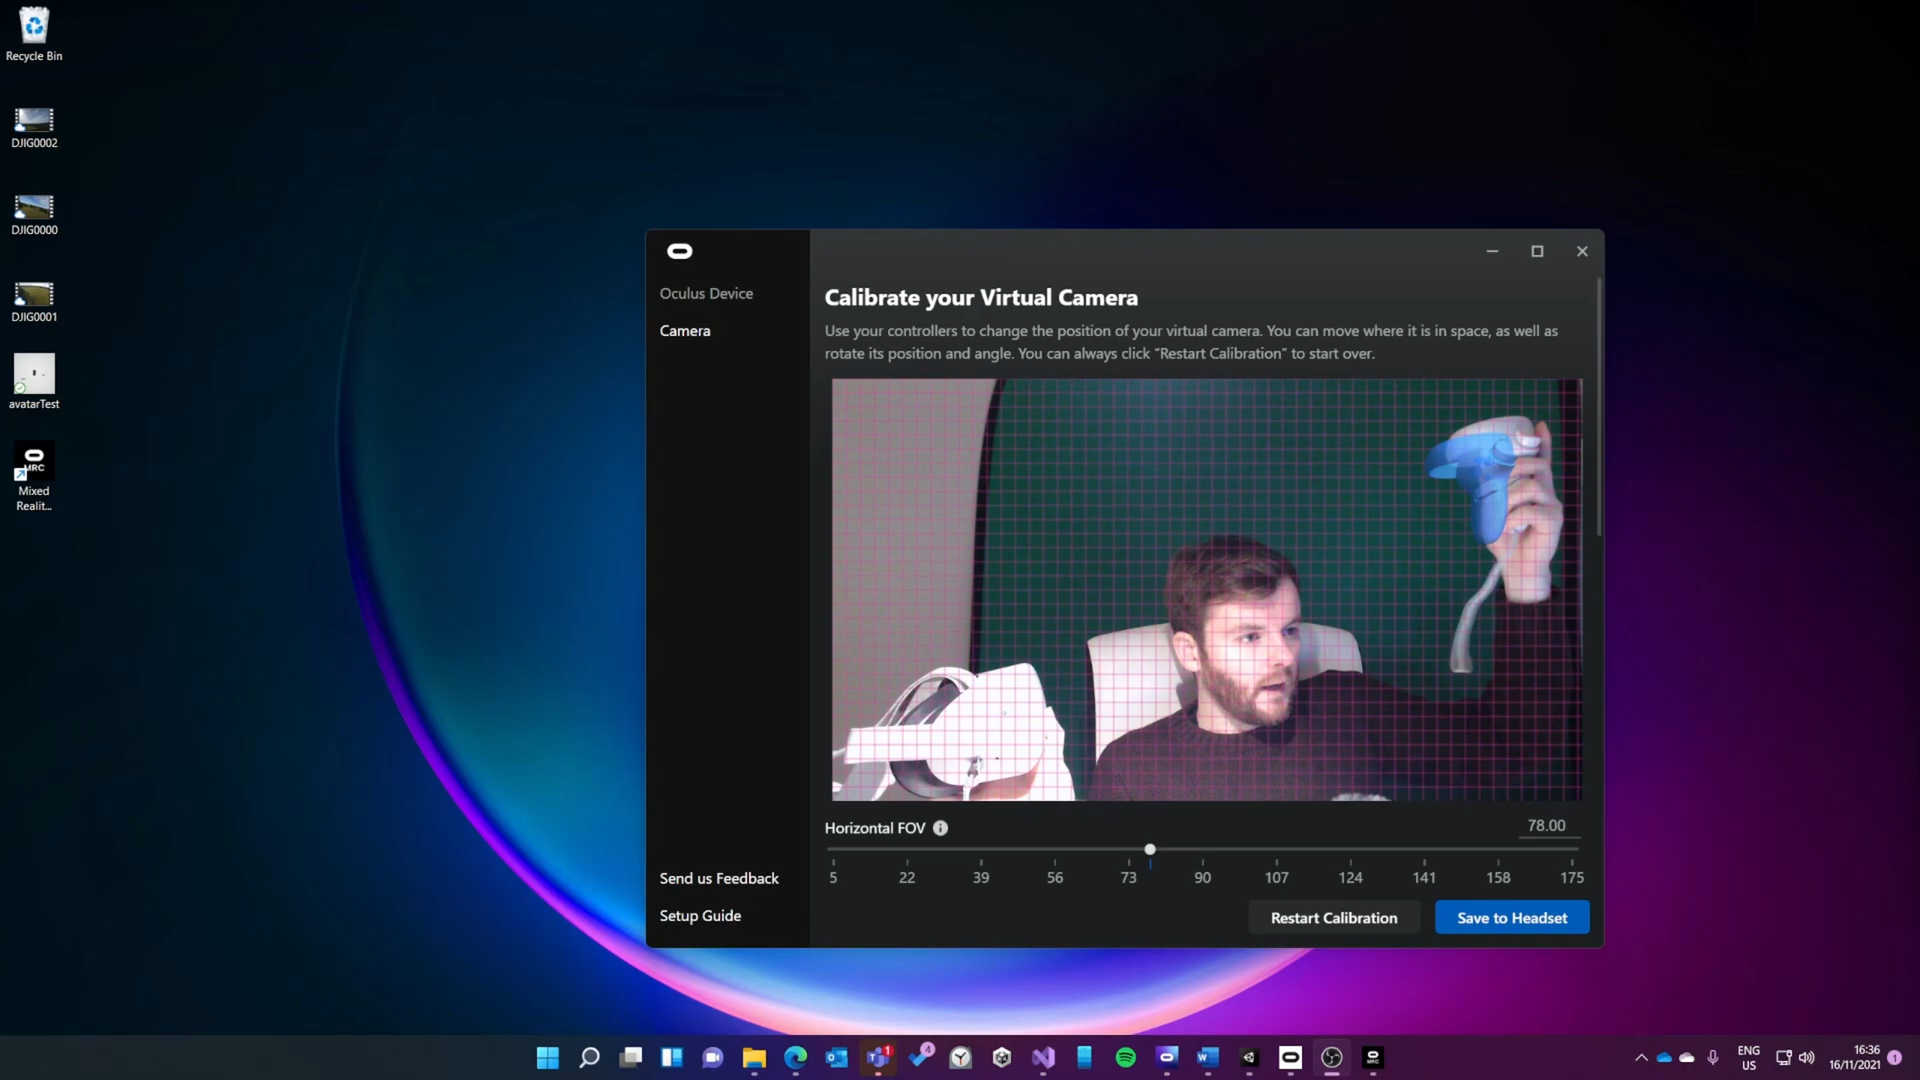 Recycle Bin
DJIG0002
DJIG0000
DJIG0001
avatarTest
MRC
Mixed
Realit...
Oculus Device
Camera
Send us Feedback
Setup Guide
Calibrate your Virtual Camera
Use your controllers to change the position of your virtual camera. You can move where it is in space, as well as
rotate its position and angle. You can always click “Restart Calibration” to start over.
Horizontal FOV
78.00
5 22 39 56 73 90 107 124 141 158 175
Restart Calibration
Save to Headset
1
4
MRC
ENG
US
16:36
16/11/2021
1